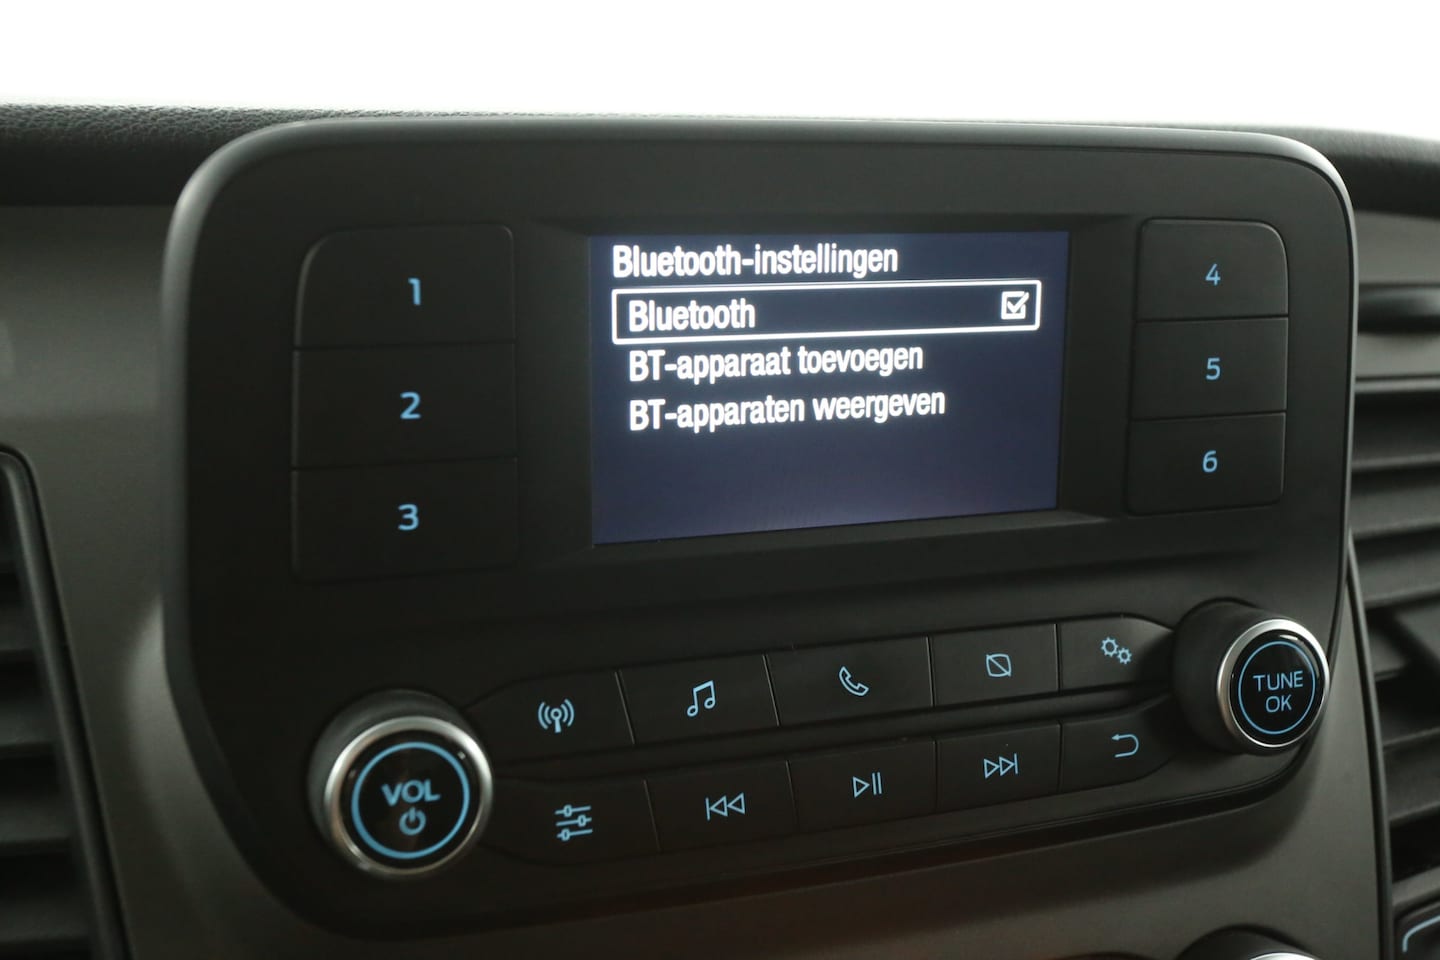 Bluetooth-instellingen
Bluetooth
BT-apparaat toevoegen
BT-apparaten weergeven
1
2
3
4
5
6
VOL
TUNE
OK